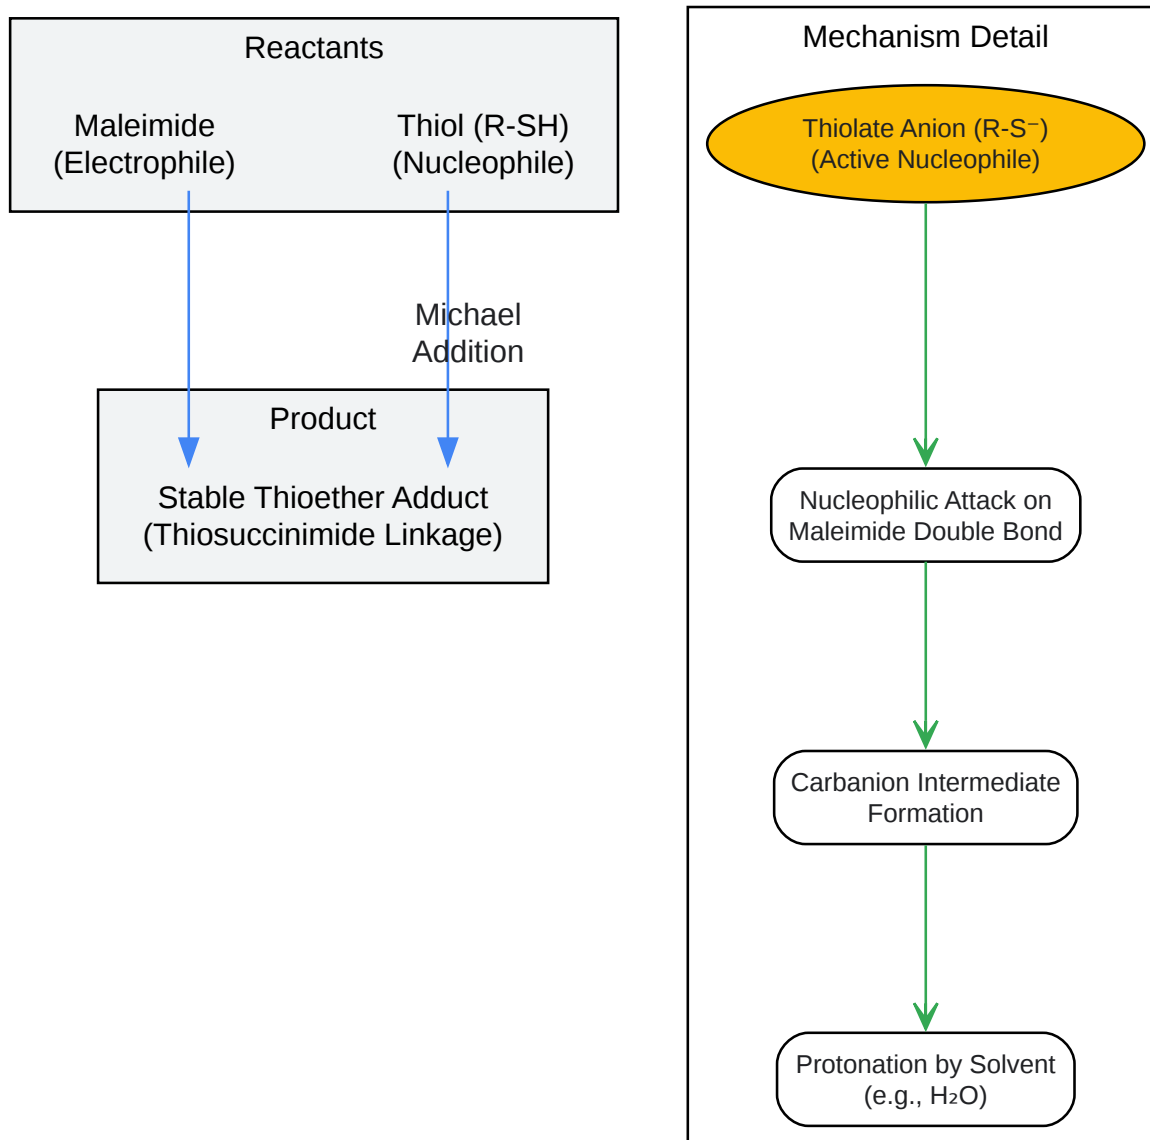 Reactants
Maleimide
(Electrophile)
Thiol (R-SH)
(Nucleophile)
Michael
Addition
Product
Stable Thioether Adduct
(Thiosuccinimide Linkage)
Mechanism Detail
Thiolate Anion (R-S⁻)
(Active Nucleophile)
Nucleophilic Attack on
Maleimide Double Bond
Carbanion Intermediate
Formation
Protonation by Solvent
(e.g., H₂O)